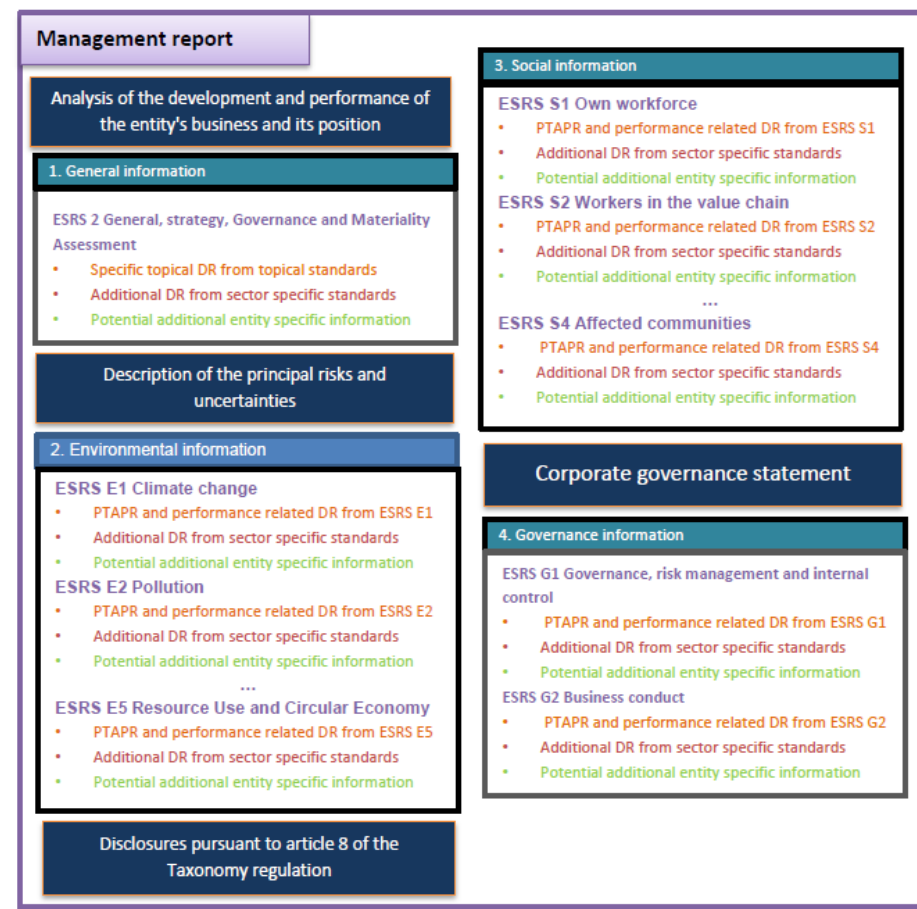 Management report
Analysis of the development and performance of
the entity's business and its position
1. General information
ESRS 2 General, strategy, Governance and Materiality
Assessment
• Specific topical DR from topical standards
• Additional DR from sector specific standards
• Potential additional entity specific information
Description of the principal risks and
uncertainties
2. Environmental information
ESRS E1 Climate change
• PTAPR and performance related DR from ESRS E1
• Additional DR from sector specific standards
• Potential additional entity specific information
ESRS E2 Pollution
• PTAPR and performance related DR from ESRS E2
• Additional DR from sector specific standards
• Potential additional entity specific information
...
ESRS E5 Resource Use and Circular Economy
• PTAPR and performance related DR from ESRS E5
• Additional DR from sector specific standards
• Potential additional entity specific information
Disclosures pursuant to article 8 of the
Taxonomy regulation
3. Social information
ESRS S1 Own workforce
• PTAPR and performance related DR from ESRS S1
• Additional DR from sector specific standards
• Potential additional entity specific information
ESRS S2 Workers in the value chain
• PTAPR and performance related DR from ESRS S2
• Additional DR from sector specific standards
• Potential additional entity specific information
...
ESRS S4 Affected communities
• PTAPR and performance related DR from ESRS S4
• Additional DR from sector specific standards
• Potential additional entity specific information
Corporate governance statement
4. Governance information
ESRS G1 Governance, risk management and internal
control
• PTAPR and performance related DR from ESRS G1
• Additional DR from sector specific standards
• Potential additional entity specific information
ESRS G2 Business conduct
• PTAPR and performance related DR from ESRS G2
• Additional DR from sector specific standards
• Potential additional entity specific information